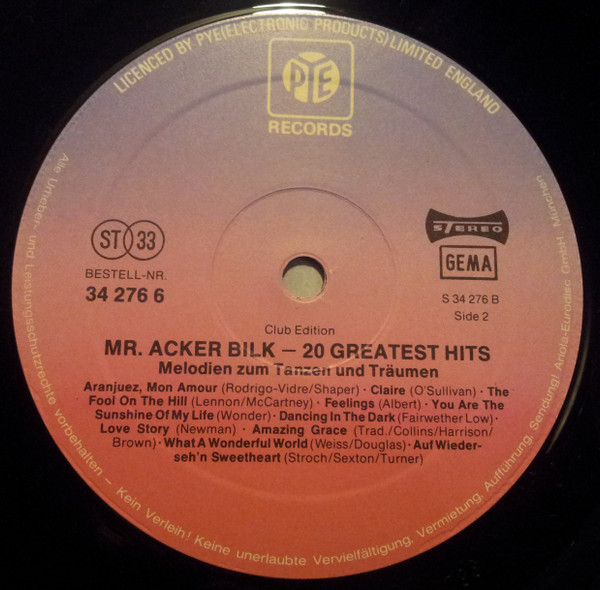 LICENCED BY PYE (ELECTRONIC PRODUCTS) LIMITED ENGLAND
PYE
RECORDS
ST 33
BESTELL-NR.
34 276 6
STEREO
GEMA
S 34 276 B
Side 2
Club Edition
MR. ACKER BILK – 20 GREATEST HITS
Melodien zum Tanzen und Träumen
Aranjuez, Mon Amour (Rodrigo-Vidre/Shaper) · Claire (O'Sullivan) · The
Fool On The Hill (Lennon/McCartney) · Feelings (Albert) · You Are The
Sunshine Of My Life (Wonder) · Dancing In The Dark (Fairwether Low) ·
Love Story (Newman) · Amazing Grace (Trad./Collins/Harrison/
Brown) · What A Wonderful World (Weiss/Douglas) · Auf Wieder-
seh'n Sweetheart (Stroch/Sexton/Turner)
Alle Urheber- und Leistungsschutzrechte vorbehalten – Kein Verleih! Keine unerlaubte Vervielfältigung, Vermietung, Aufführung, Sendung! Ariola-Eurodisc GmbH · München